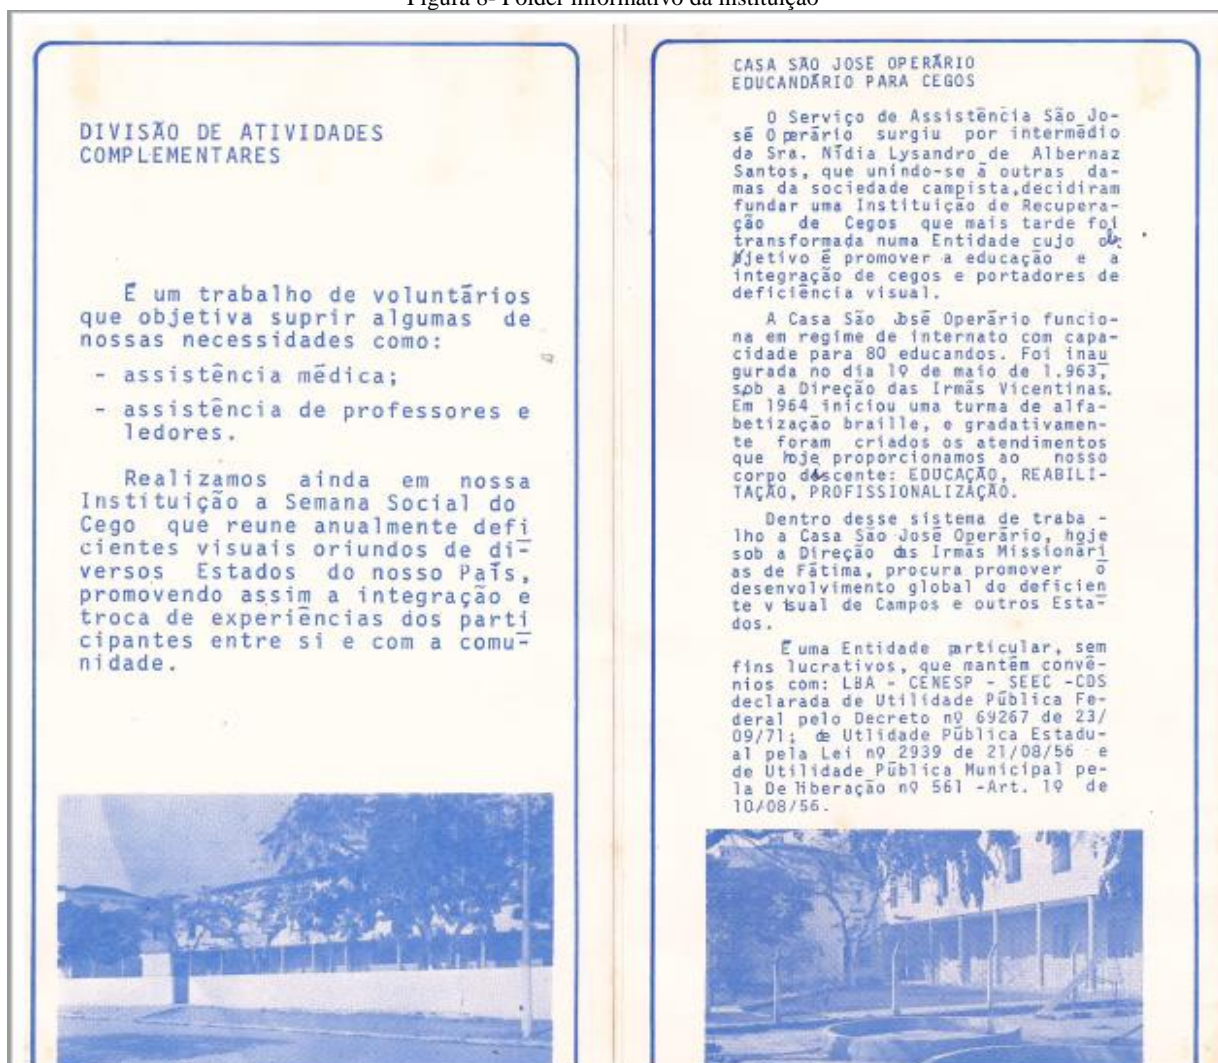 Figura 8- Folder informativo da instituição
DIVISÃO DE ATIVIDADES
COMPLEMENTARES
É um trabalho de voluntários
que objetiva suprir algumas de
nossas necessidades como:
- assistência médica;
- assistência de professores e
ledores.
Realizamos ainda em nossa
Instituição a Semana Social do
Cego que reune anualmente defi
cientes visuais oriundos de di-
versos Estados do nosso País,
promovendo assim a integração e
troca de experiências dos parti
cipantes entre si e com a comu-
nidade.
CASA SÃO JOSÉ OPERÁRIO
EDUCANDÁRIO PARA CEGOS
O Serviço de Assistência São Jo-
sé Operário surgiu por intermédio
da Sra. Nídia Lysandro de Albernaz
Santos, que unindo-se à outras da-
mas da sociedade campista,decidiram
fundar uma Instituição de Recupera-
ção de Cegos que mais tarde foi
transformada numa Entidade cujo ob
jetivo é promover a educação e a
integração de cegos e portadores de
deficiência visual.
A Casa São José Operário funcio-
na em regime de internato com capa-
cidade para 80 educandos. Foi inau
gurada no dia 1º de maio de 1.963,
sob a Direção das Irmãs Vicentinas.
Em 1964 iniciou uma turma de alfa-
betização braille, e gradativamen-
te foram criados os atendimentos
que hoje proporcionamos ao nosso
corpo descente: EDUCAÇÃO, REABILI-
TAÇÃO, PROFISSIONALIZAÇÃO.
Dentro desse sistema de traba -
lho a Casa São José Operário, hoje
sob a Direção das Irmãs Missionári
as de Fátima, procura promover o
desenvolvimento global do deficien
te visual de Campos e outros Esta-
dos.
É uma Entidade particular, sem
fins lucrativos, que mantém convê-
nios com: LBA - CENESP - SEEC -CDS
declarada de Utilidade Pública Fe-
deral pelo Decreto nº 69267 de 23/
09/71; de Utlidade Pública Estadu-
al pela Lei nº 2939 de 21/08/56 e
de Utilidade Pública Municipal pe-
la Deliberação nº 561 -Art. 1º de
10/08/56.